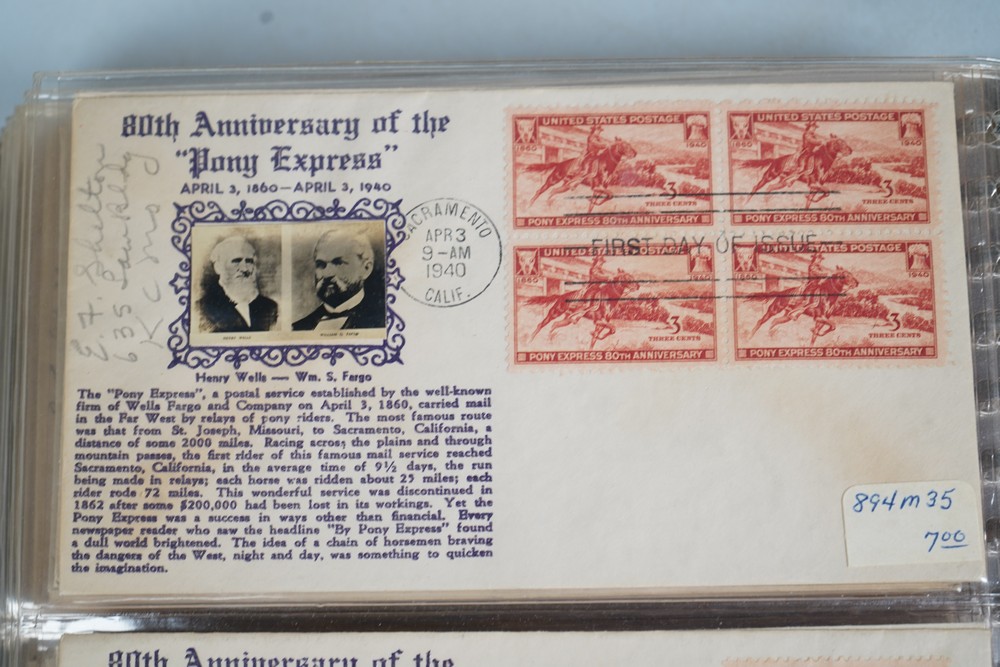 80th Anniversary of the
"Pony Express"
APRIL 3, 1860—APRIL 3, 1940
E. F. Shelton
635
HENRY WELLS
WILLIAM G. FARGO
Henry Wells — Wm. S. Fargo
The "Pony Express", a postal service established by the well-known
firm of Wells Fargo and Company on April 3, 1860, carried mail
in the Far West by relays of pony riders. The most famous route
was that from St. Joseph, Missouri, to Sacramento, California, a
distance of some 2000 miles. Racing across the plains and through
mountain passes, the first rider of this famous mail service reached
Sacramento, California, in the average time of 9½ days, the run
being made in relays; each horse was ridden about 25 miles; each
rider rode 72 miles. This wonderful service was discontinued in
1862 after some $200,000 had been lost in its workings. Yet the
Pony Express was a success in ways other than financial. Every
newspaper reader who saw the headline "By Pony Express" found
a dull world brightened. The idea of a chain of horsemen braving
the dangers of the West, night and day, was something to quicken
the imagination.
SACRAMENTO
APR 3
9-AM
1940
CALIF.
UNITED STATES POSTAGE
1860 1940
3
THREE CENTS
PONY EXPRESS 80TH ANNIVERSARY
UNITED STATES POSTAGE
1860 1940
3
THREE CENTS
PONY EXPRESS 80TH ANNIVERSARY
FIRST DAY OF ISSUE
1860 1940
3
THREE CENTS
PONY EXPRESS 80TH ANNIVERSARY
1860 1940
3
THREE CENTS
PONY EXPRESS 80TH ANNIVERSARY
894m35
7.00
80th Anniversary of the